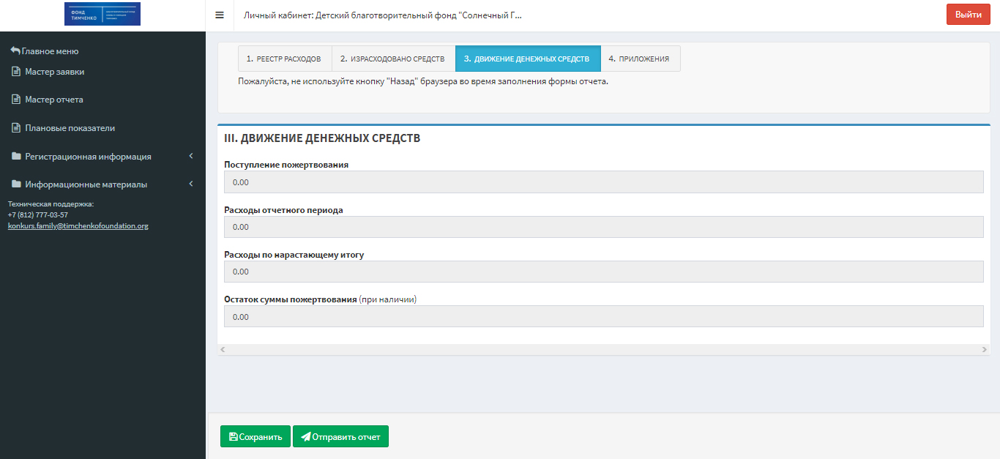 ФОНД
ТИМЧЕНКО
Личный кабинет: Детский благотворительный фонд "Солнечный Г...
Выйти
Главное меню
Мастер заявки
Мастер отчета
Плановые показатели
Регистрационная информация
Информационные материалы
Техническая поддержка:
+7 (812) 777-03-57
konkurs.family@timchenkofoundation.org
1. РЕЕСТР РАСХОДОВ
2. ИЗРАСХОДОВАНО СРЕДСТВ
3. ДВИЖЕНИЕ ДЕНЕЖНЫХ СРЕДСТВ
4. ПРИЛОЖЕНИЯ
Пожалуйста, не используйте кнопку "Назад" браузера во время заполнения формы отчета.
III. ДВИЖЕНИЕ ДЕНЕЖНЫХ СРЕДСТВ
Поступление пожертвования
0.00
Расходы отчетного периода
0.00
Расходы по нарастающему итогу
0.00
Остаток суммы пожертвования (при наличии)
0.00
Сохранить
Отправить отчет